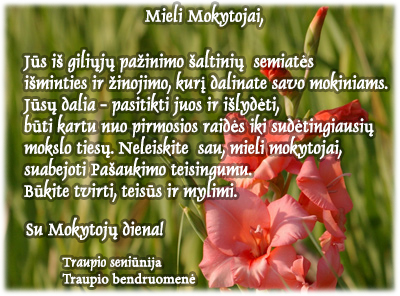 Mieli Mokytojai,
Jūs iš giliųjų pažinimo šaltinių semiatės
išminties ir žinojimo, kurį dalinate savo mokiniams.
Jūsų dalia - pasitikti juos ir išlydėti,
būti kartu nuo pirmosios raidės iki sudėtingiausių
mokslo tiesų. Neleiskite sau, mieli mokytojai,
suabejoti Pašaukimo teisingumu.
Būkite tvirti, teisūs ir mylimi.
Su Mokytojų diena!
Traupio seniūnija
Traupio bendruomenė